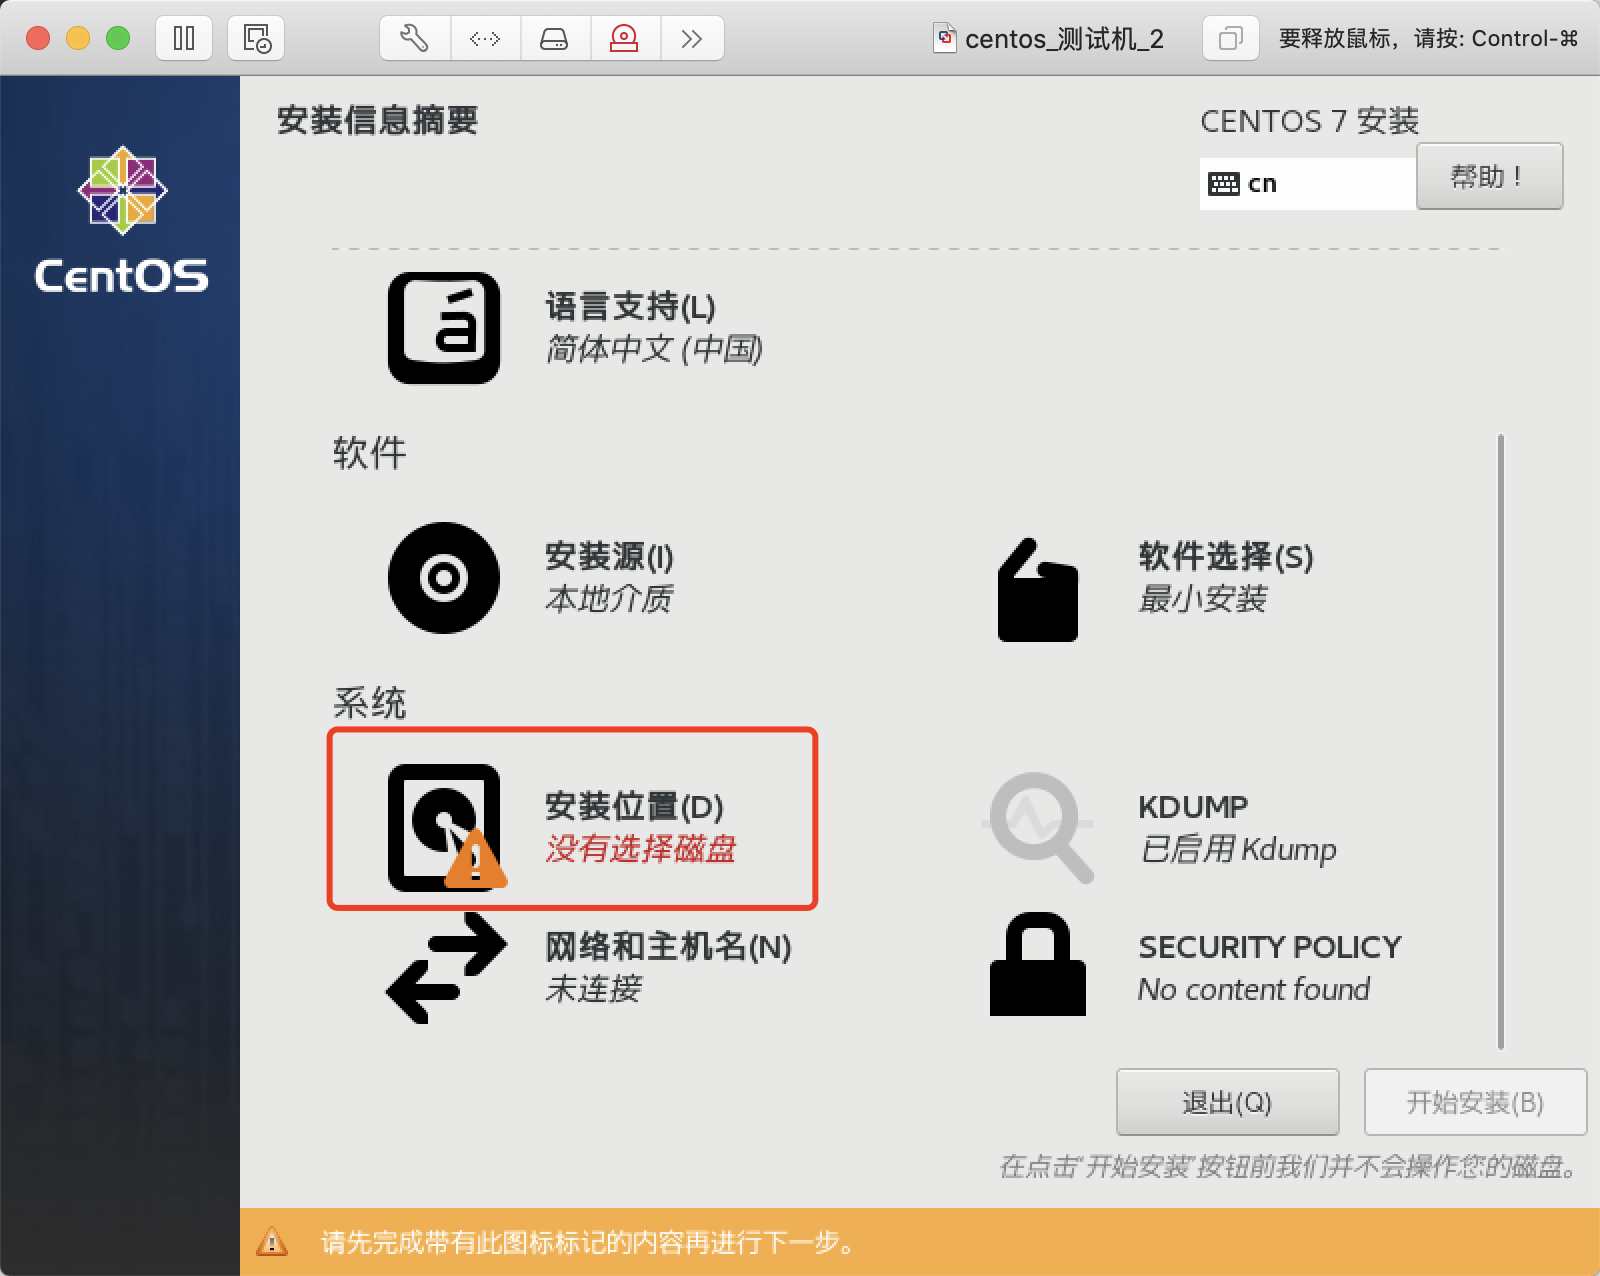 centos_测试机_2
要释放鼠标，请按: Control-⌘
CentOS
安装信息摘要
CENTOS 7 安装
cn
帮助！
语言支持(L)
简体中文 (中国)
软件
安装源(I)
本地介质
软件选择(S)
最小安装
系统
安装位置(D)
没有选择磁盘
KDUMP
已启用 Kdump
网络和主机名(N)
未连接
SECURITY POLICY
No content found
退出(Q)
开始安装(B)
在点击“开始安装”按钮前我们并不会操作您的磁盘。
请先完成带有此图标标记的内容再进行下一步。